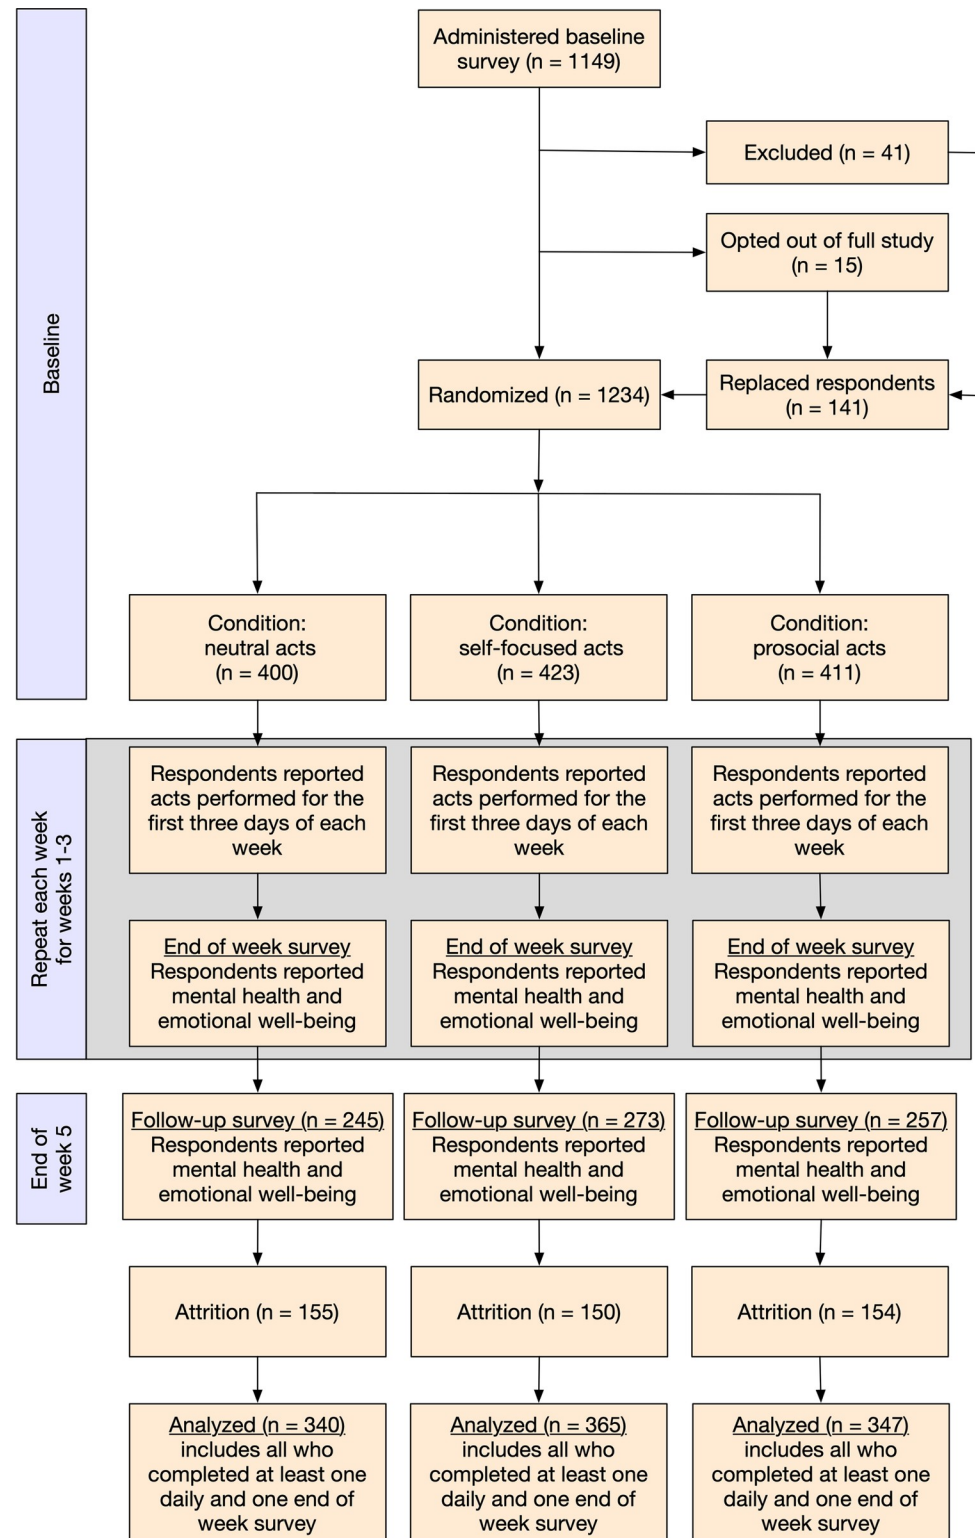 Administered baseline
survey (n = 1149)
Excluded (n = 41)
Opted out of full study
(n = 15)
Baseline
Randomized (n = 1234)
Replaced respondents
(n = 141)
Condition:
neutral acts
(n = 400)
Condition:
self-focused acts
(n = 423)
Condition:
prosocial acts
(n = 411)
Repeat each week
for weeks 1-3
Respondents reported
acts performed for the
first three days of each
week
Respondents reported
acts performed for the
first three days of each
week
Respondents reported
acts performed for the
first three days of each
week
End of week survey
Respondents reported
mental health and
emotional well-being
End of week survey
Respondents reported
mental health and
emotional well-being
End of week survey
Respondents reported
mental health and
emotional well-being
End of
week 5
Follow-up survey (n = 245)
Respondents reported
mental health and
emotional well-being
Follow-up survey (n = 273)
Respondents reported
mental health and
emotional well-being
Follow-up survey (n = 257)
Respondents reported
mental health and
emotional well-being
Attrition (n = 155)
Attrition (n = 150)
Attrition (n = 154)
Analyzed (n = 340)
includes all who
completed at least one
daily and one end of
week survey
Analyzed (n = 365)
includes all who
completed at least one
daily and one end of
week survey
Analyzed (n = 347)
includes all who
completed at least one
daily and one end of
week survey